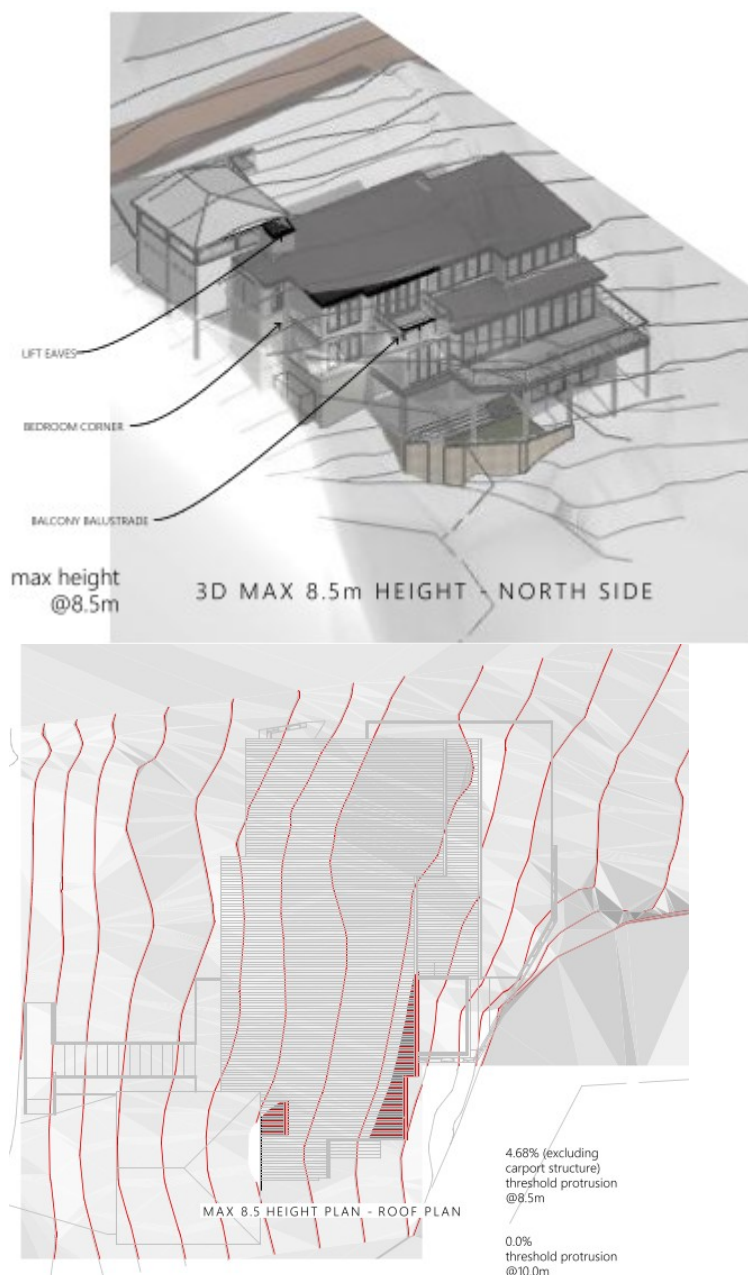 LIFT EAVES
BEDROOM CORNER
BALCONY BALUSTRADE
max height
@8.5m
3D MAX 8.5m HEIGHT - NORTH SIDE
MAX 8.5 HEIGHT PLAN - ROOF PLAN
4.68% (excluding
carport structure)
threshold protrusion
@8.5m
0.0%
threshold protrusion
@10.0m